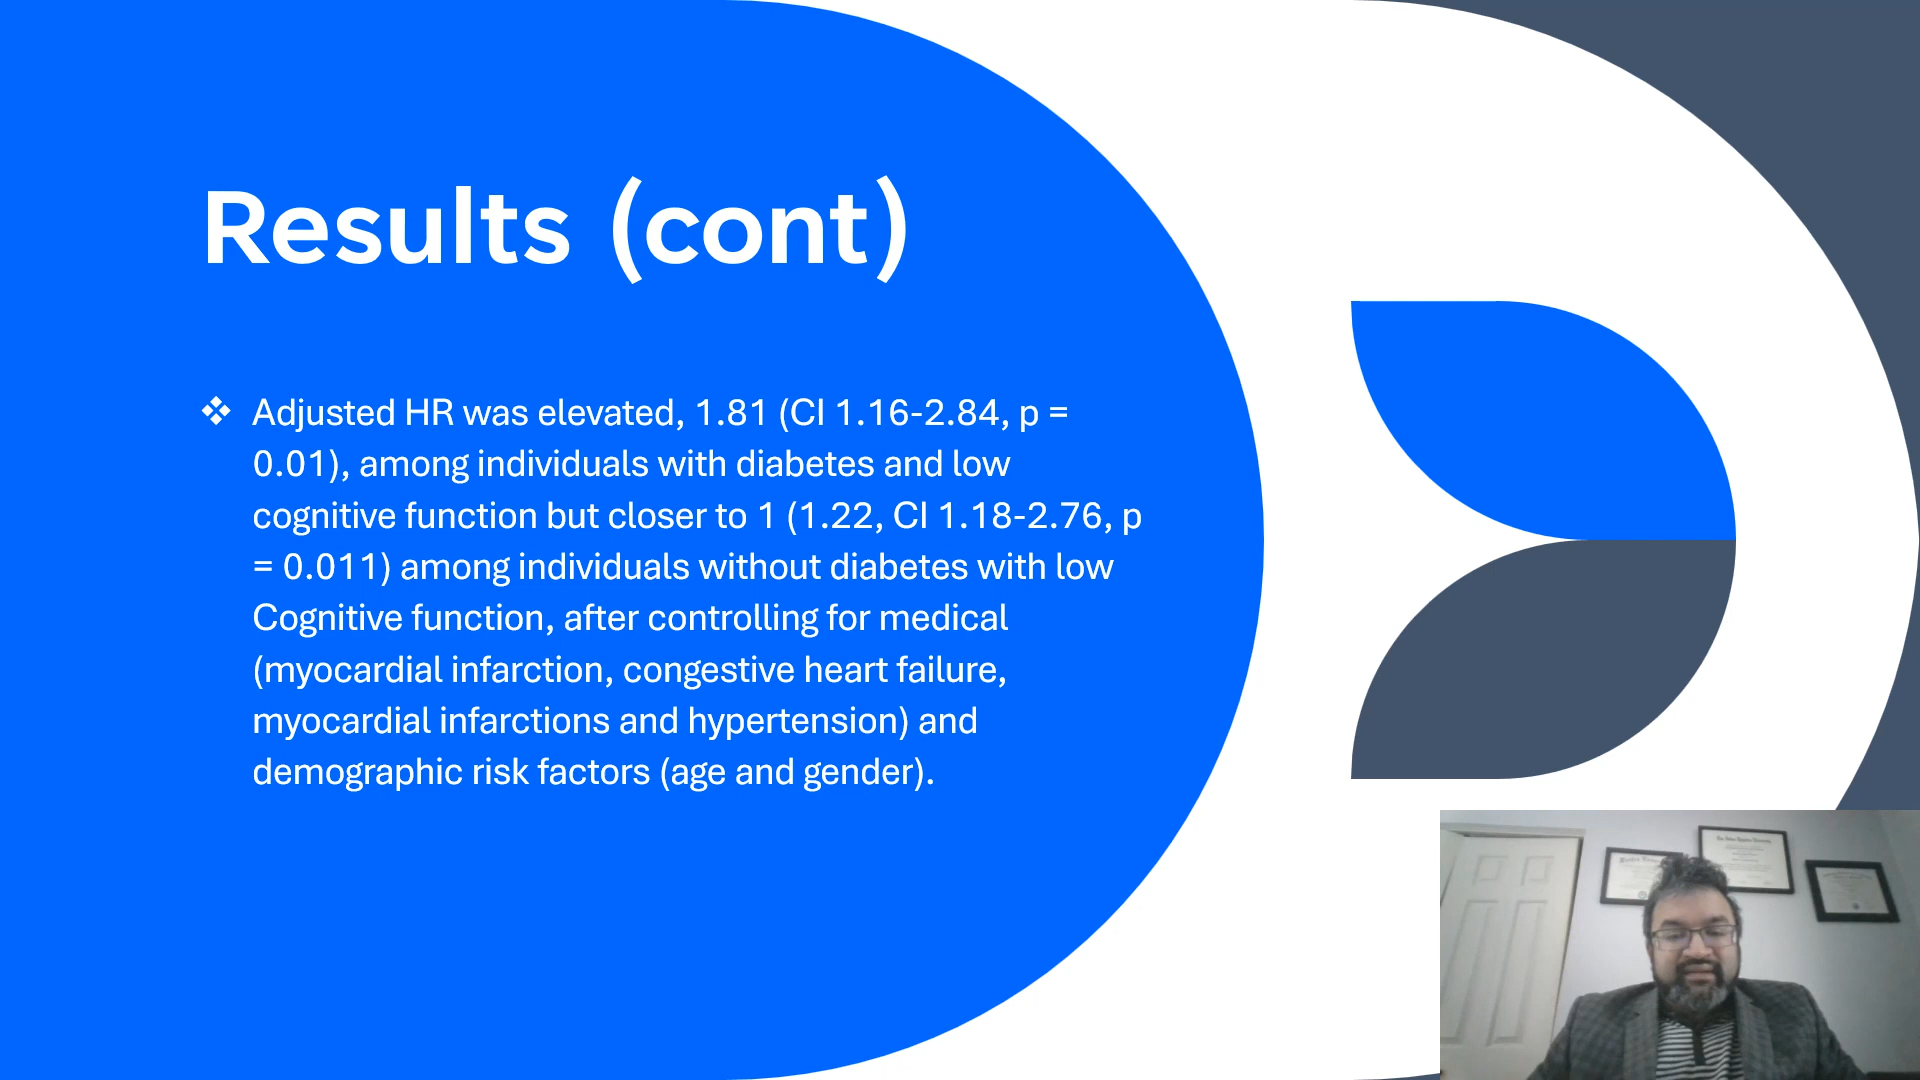 Results (cont)
❖ Adjusted HR was elevated, 1.81 (CI 1.16-2.84, p =
0.01), among individuals with diabetes and low
cognitive function but closer to 1 (1.22, CI 1.18-2.76, p
= 0.011) among individuals without diabetes with low
Cognitive function, after controlling for medical
(myocardial infarction, congestive heart failure,
myocardial infarctions and hypertension) and
demographic risk factors (age and gender).